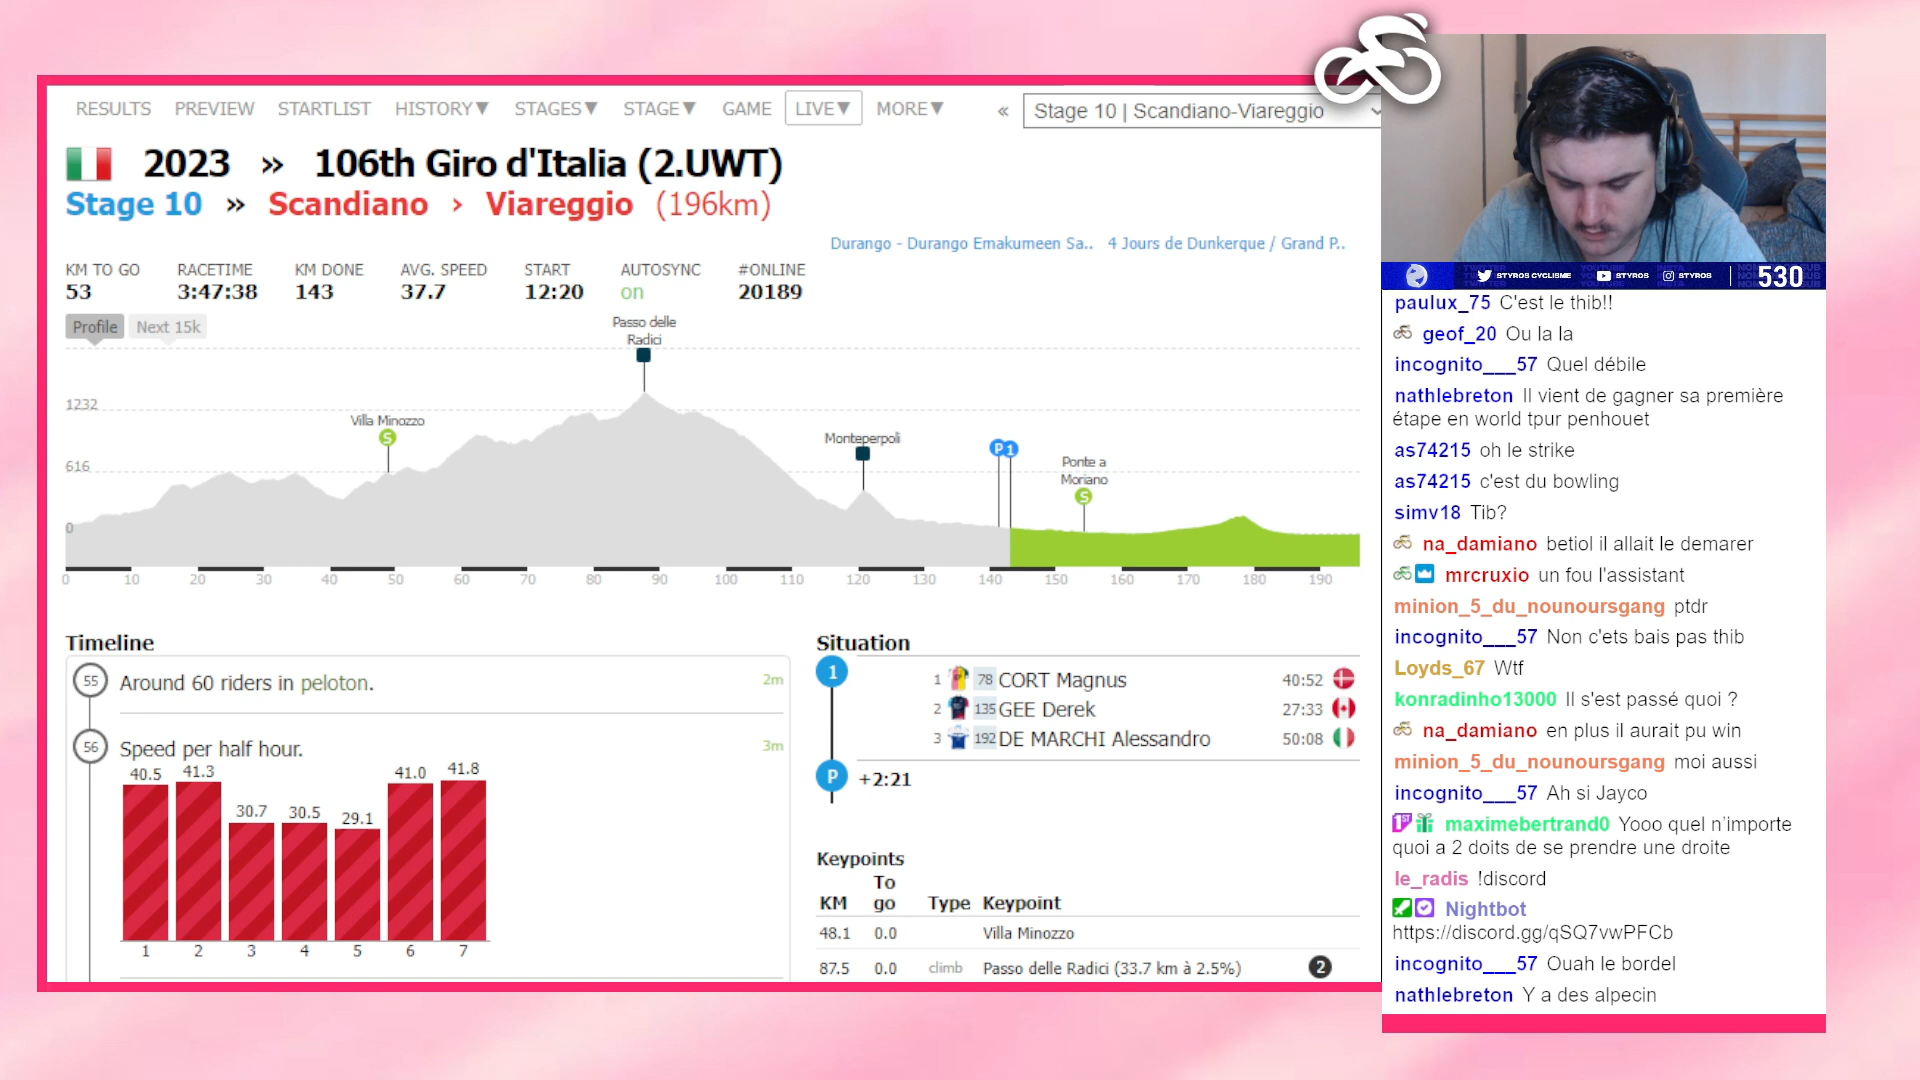 RESULTS PREVIEW STARTLIST HISTORY▼ STAGES▼ STAGE▼ GAME LIVE▼ MORE▼ « Stage 10 | Scandiano-Viareggio
2023 » 106th Giro d'Italia (2.UWT)
Stage 10 » Scandiano › Viareggio (196km)
Durango - Durango Emakumeen Sa.. 4 Jours de Dunkerque / Grand P..
KM TO GO RACETIME KM DONE AVG. SPEED START AUTOSYNC #ONLINE
53 3:47:38 143 37.7 12:20 on 20189
Profile Next 15k
Passo delle
Radici
1232
Villa Minozzo
S
Monteperpoli
P 1
616
Ponte a
Moriano
S
0
0 10 20 30 40 50 60 70 80 90 100 110 120 130 140 150 160 170 180 190
Timeline
55 Around 60 riders in peloton. 2m
56 Speed per half hour. 3m
40.5 41.3 30.7 30.5 29.1 41.0 41.8
1 2 3 4 5 6 7
Situation
1
1 78 CORT Magnus 40:52
2 135 GEE Derek 27:33
3 192 DE MARCHI Alessandro 50:08
P +2:21
Keypoints
KM To go Type Keypoint
48.1 0.0 Villa Minozzo
87.5 0.0 climb Passo delle Radici (33.7 km à 2.5%) 2
STYROS CYCLISME STYROS STYROS 530
paulux_75 C'est le thib!!
geof_20 Ou la la
incognito___57 Quel débile
nathlebreton Il vient de gagner sa première
étape en world tpur penhouet
as74215 oh le strike
as74215 c'est du bowling
simv18 Tib?
na_damiano betiol il allait le demarer
mrcruxio un fou l'assistant
minion_5_du_nounoursgang ptdr
incognito___57 Non c'ets bais pas thib
Loyds_67 Wtf
konradinho13000 Il s'est passé quoi ?
na_damiano en plus il aurait pu win
minion_5_du_nounoursgang moi aussi
incognito___57 Ah si Jayco
1ST maximebertrand0 Yooo quel n’importe
quoi a 2 doits de se prendre une droite
le_radis !discord
Nightbot
https://discord.gg/qSQ7vwPFCb
incognito___57 Ouah le bordel
nathlebreton Y a des alpecin